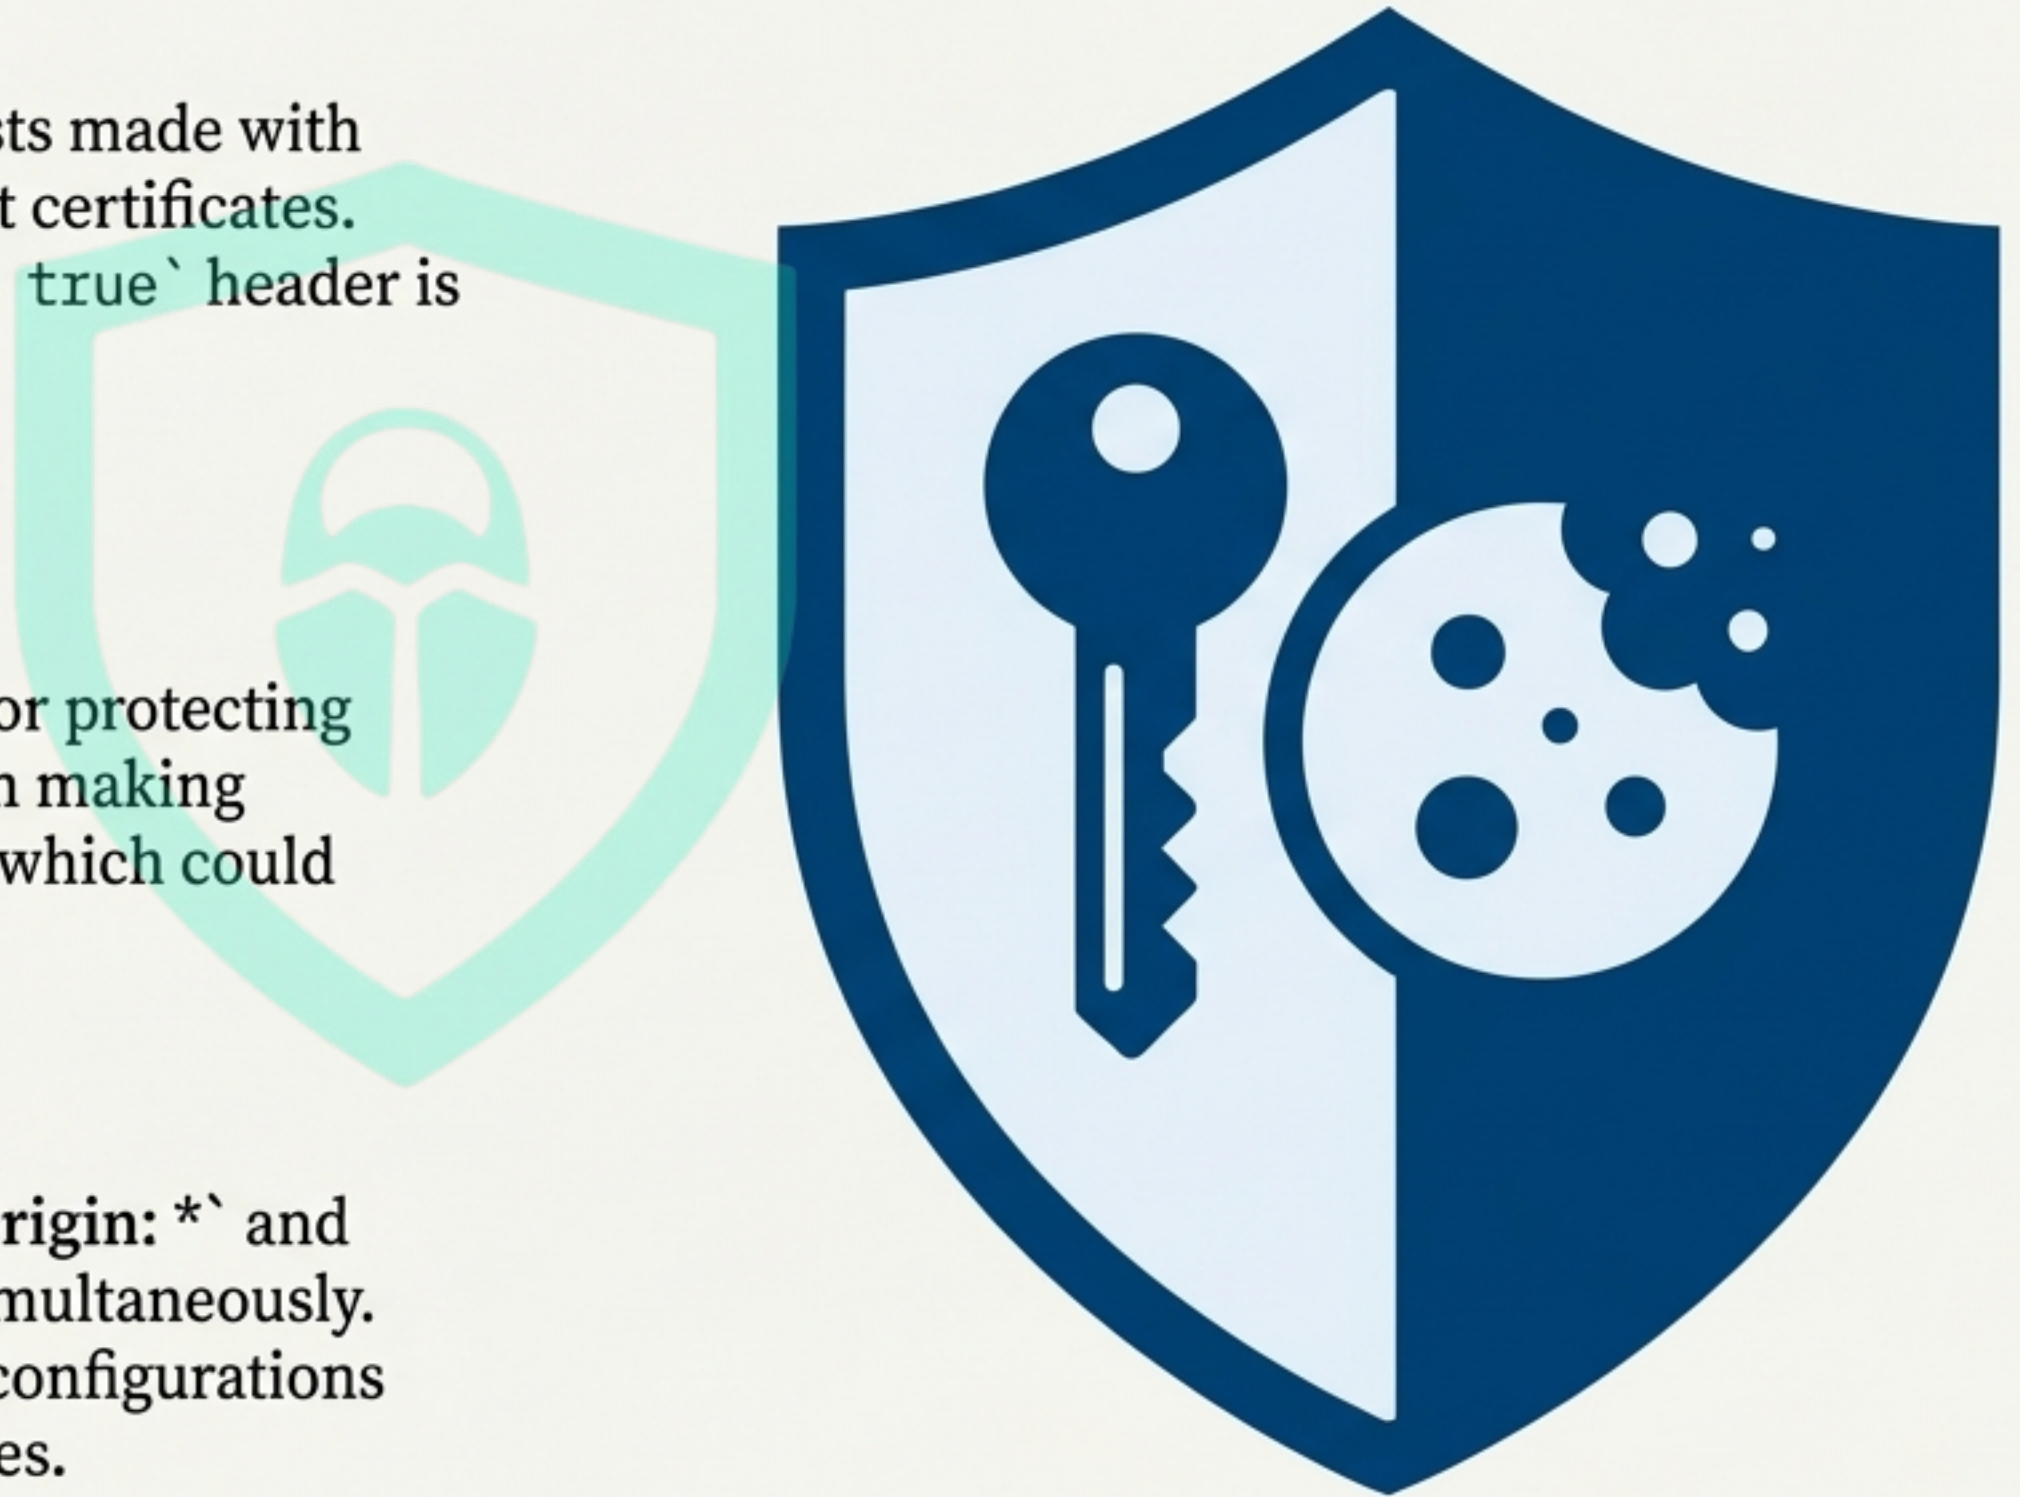 sts made with
t certificates.
true` header is
or protecting
n making
which could
rigin: *` and
multaneously.
configurations
es.